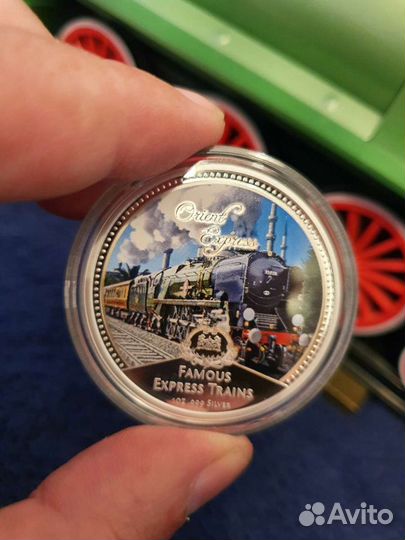 Orient
Express
FAMOUS
EXPRESS TRAINS
1OZ .999 SILVER
Avito